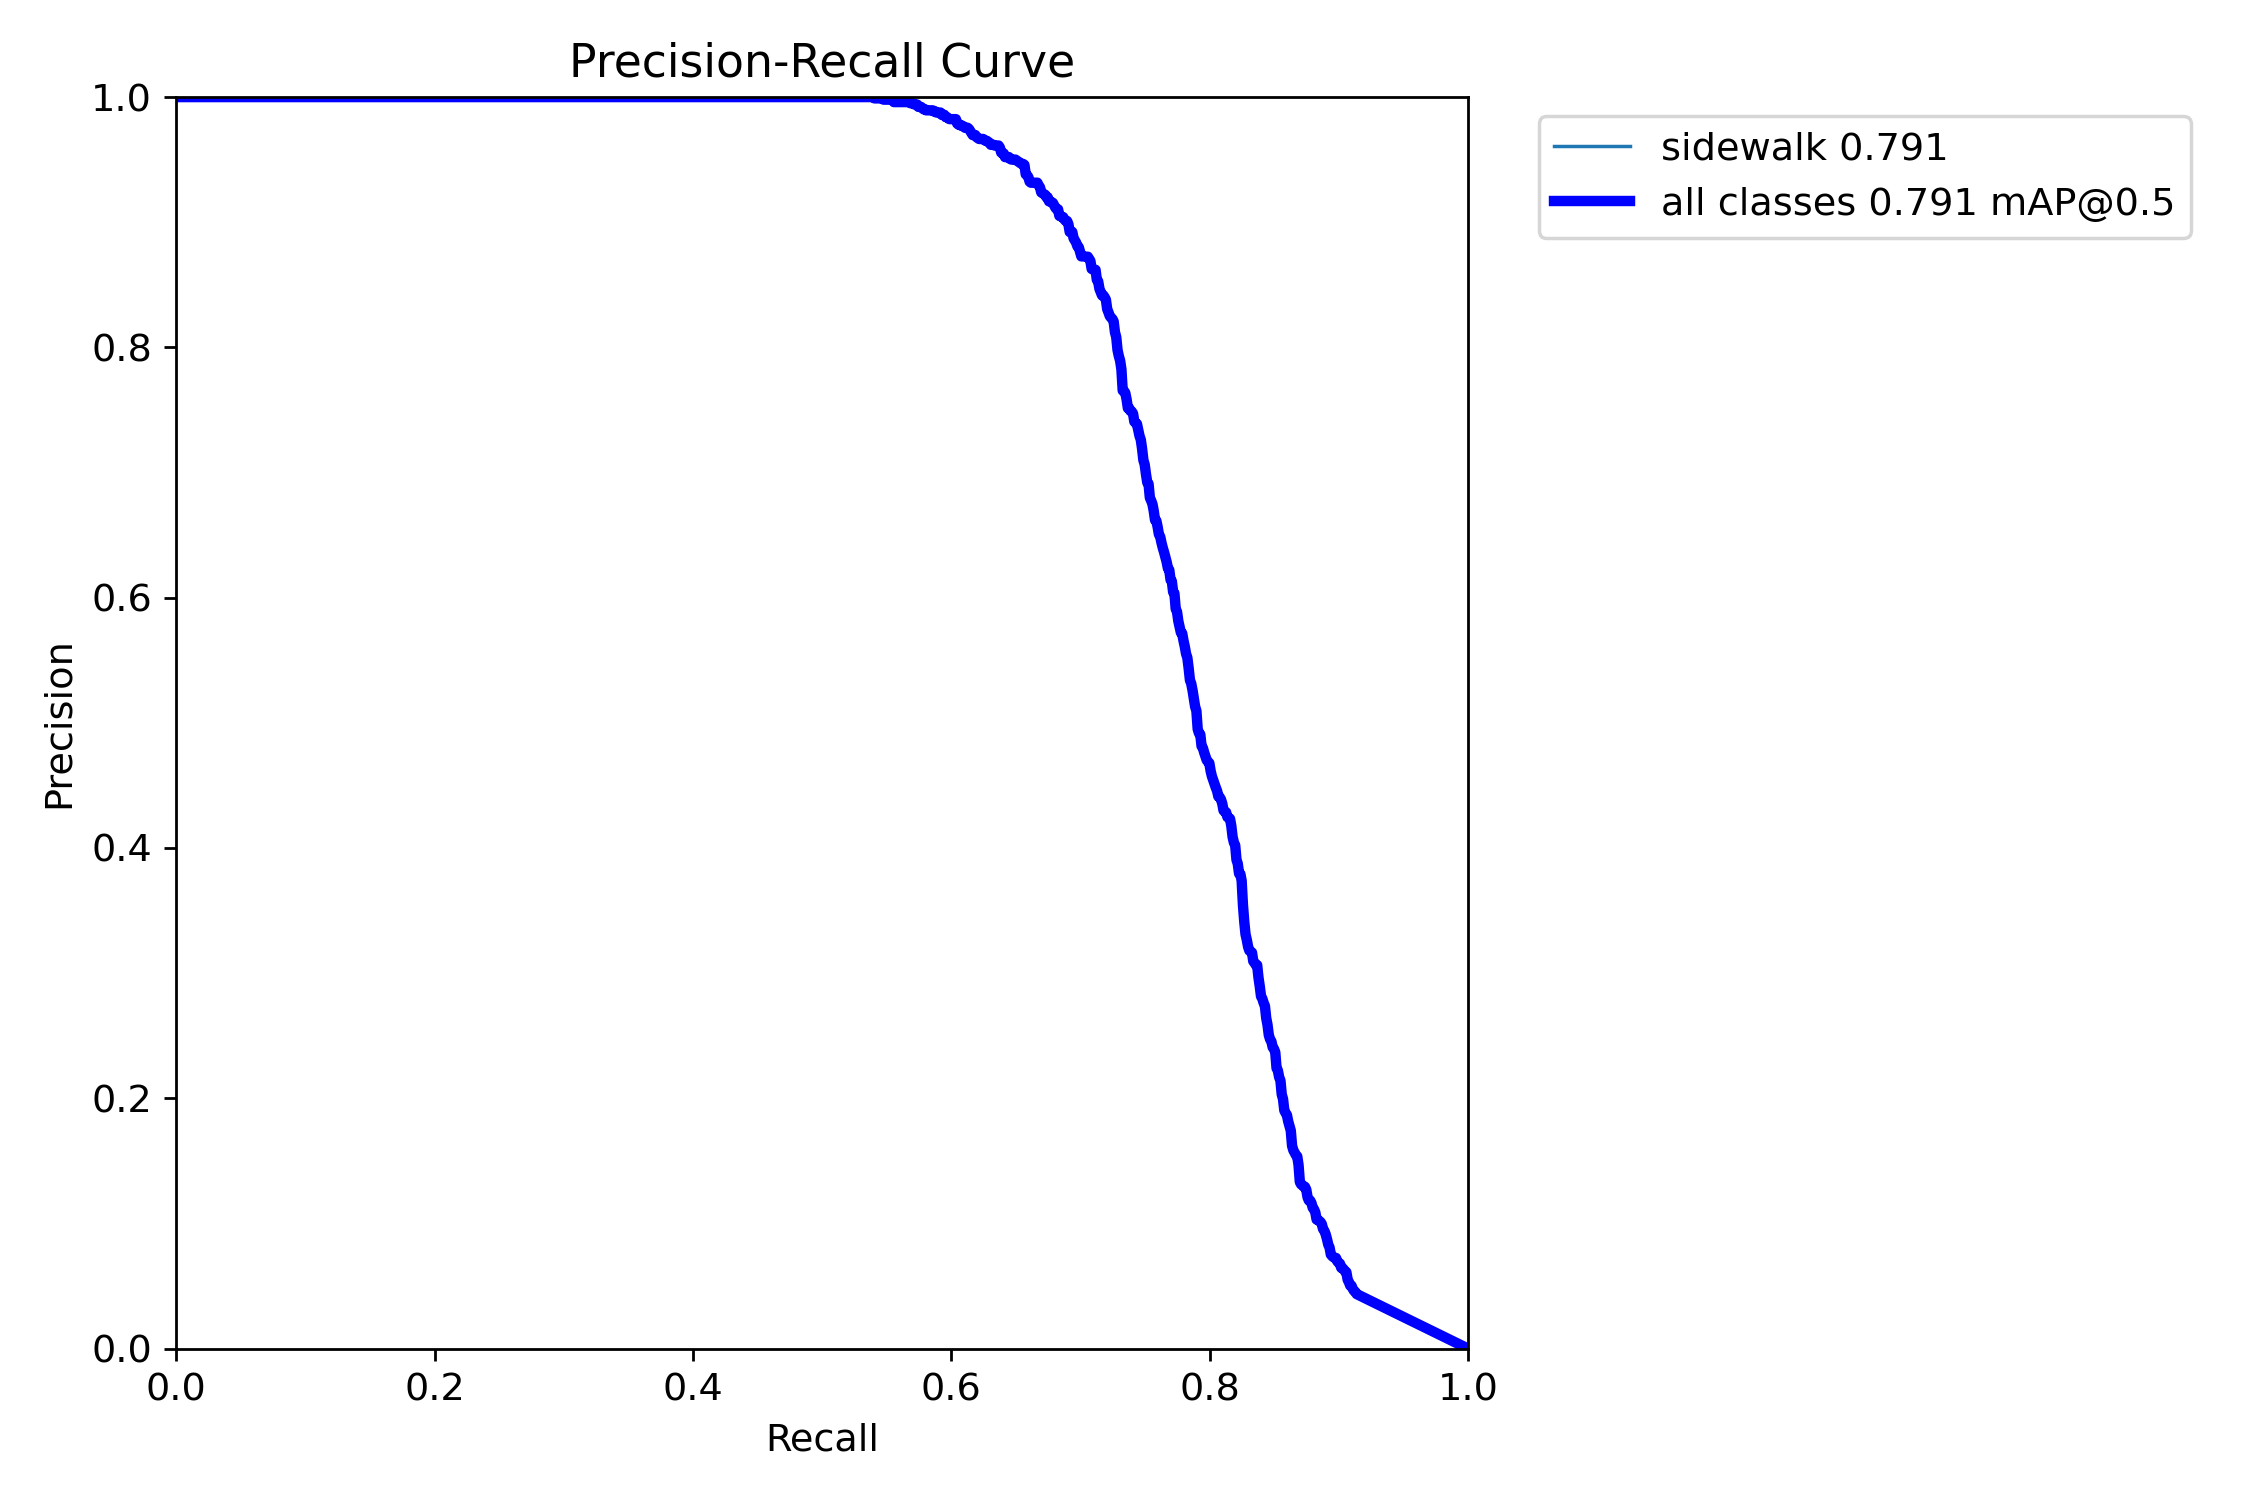 Precision-Recall Curve
1.0
0.8
0.6
0.4
0.2
0.0
Precision
0.0 0.2 0.4 0.6 0.8 1.0
Recall
sidewalk 0.791
all classes 0.791 mAP@0.5